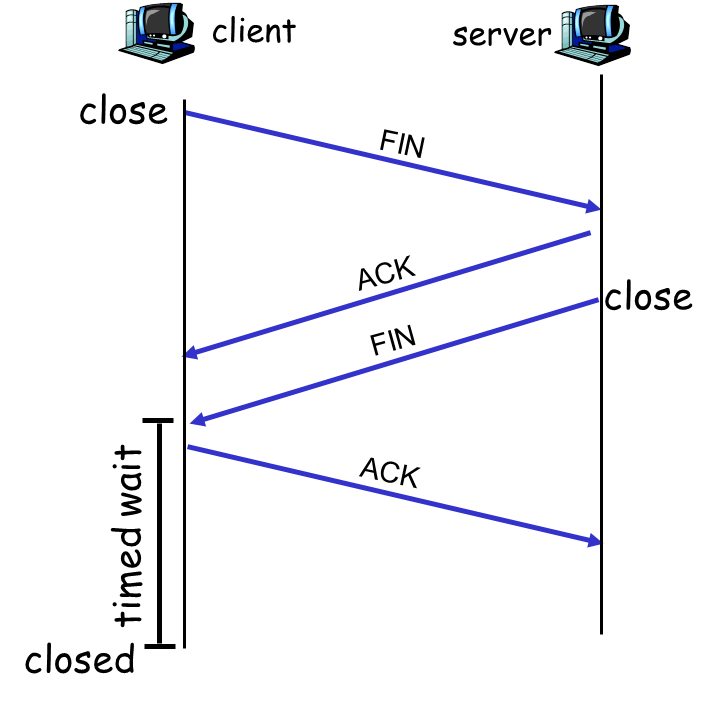 client
server
close
FIN
ACK
close
FIN
ACK
timed wait
closed